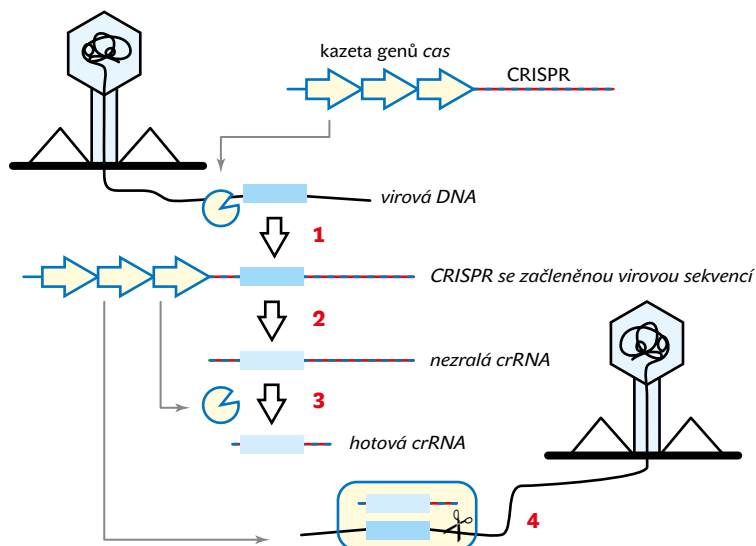 kazeta genů cas
CRISPR
virová DNA
1
CRISPR se začleněnou virovou sekvencí
2
nezralá crRNA
3
hotová crRNA
4